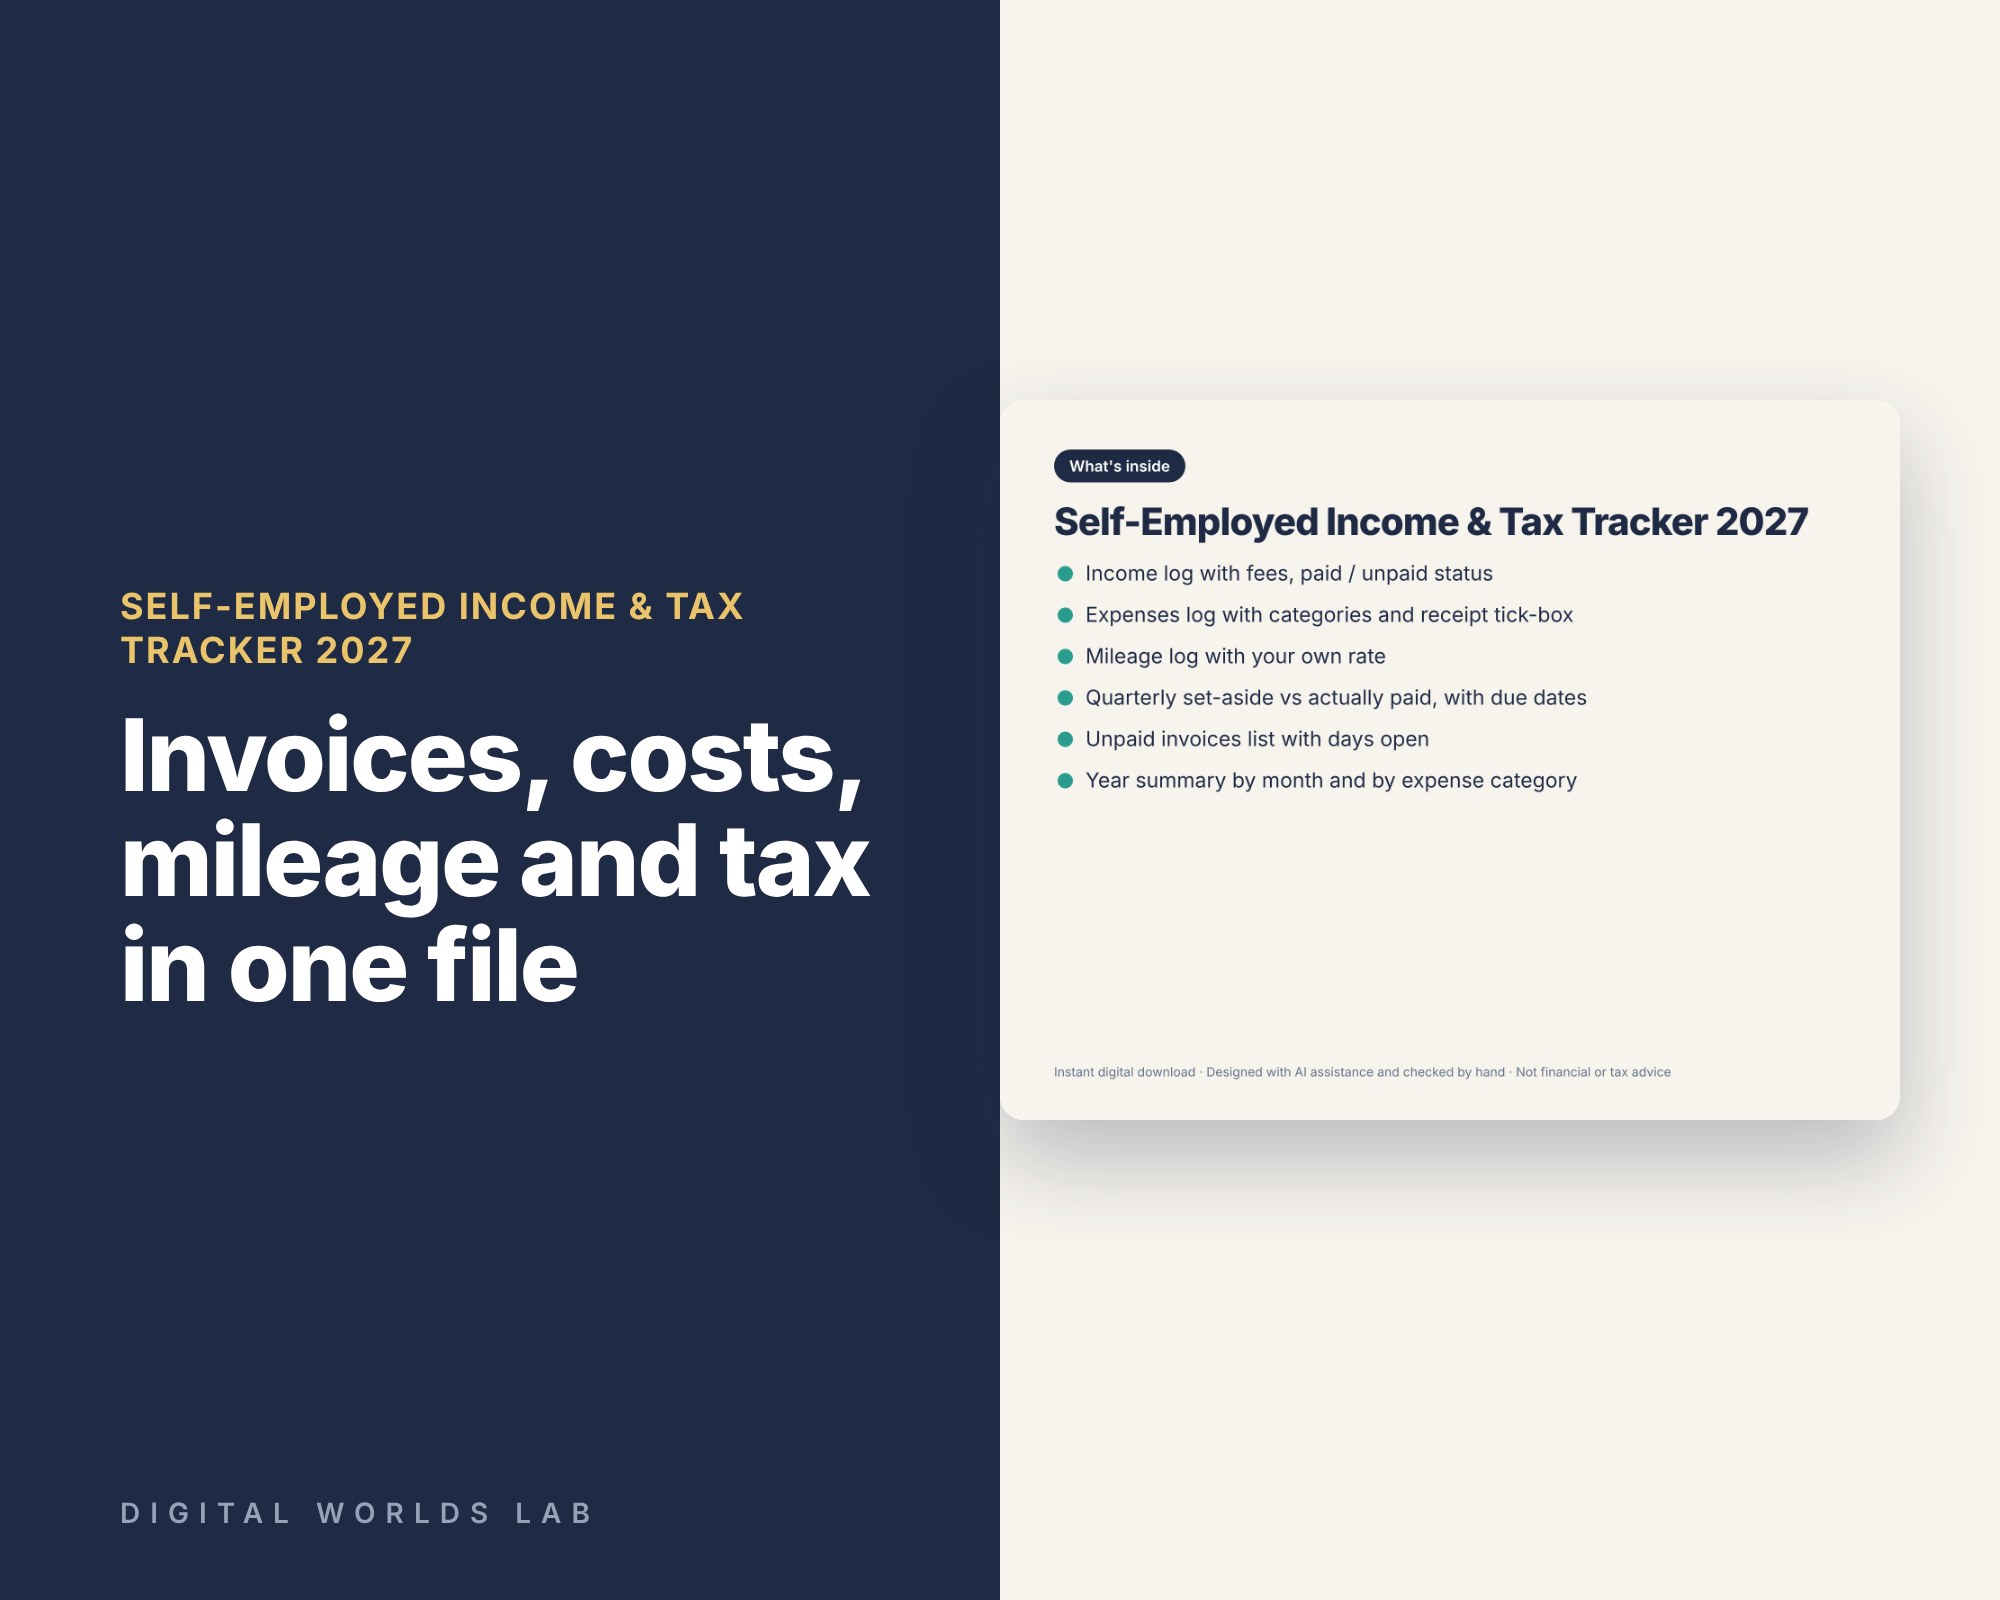 SELF-EMPLOYED INCOME & TAX
TRACKER 2027
Invoices, costs,
mileage and tax
in one file
DIGITAL WORLDS LAB
What's inside
Self-Employed Income & Tax Tracker 2027
Income log with fees, paid / unpaid status
Expenses log with categories and receipt tick-box
Mileage log with your own rate
Quarterly set-aside vs actually paid, with due dates
Unpaid invoices list with days open
Year summary by month and by expense category
Instant digital download · Designed with AI assistance and checked by hand · Not financial or tax advice